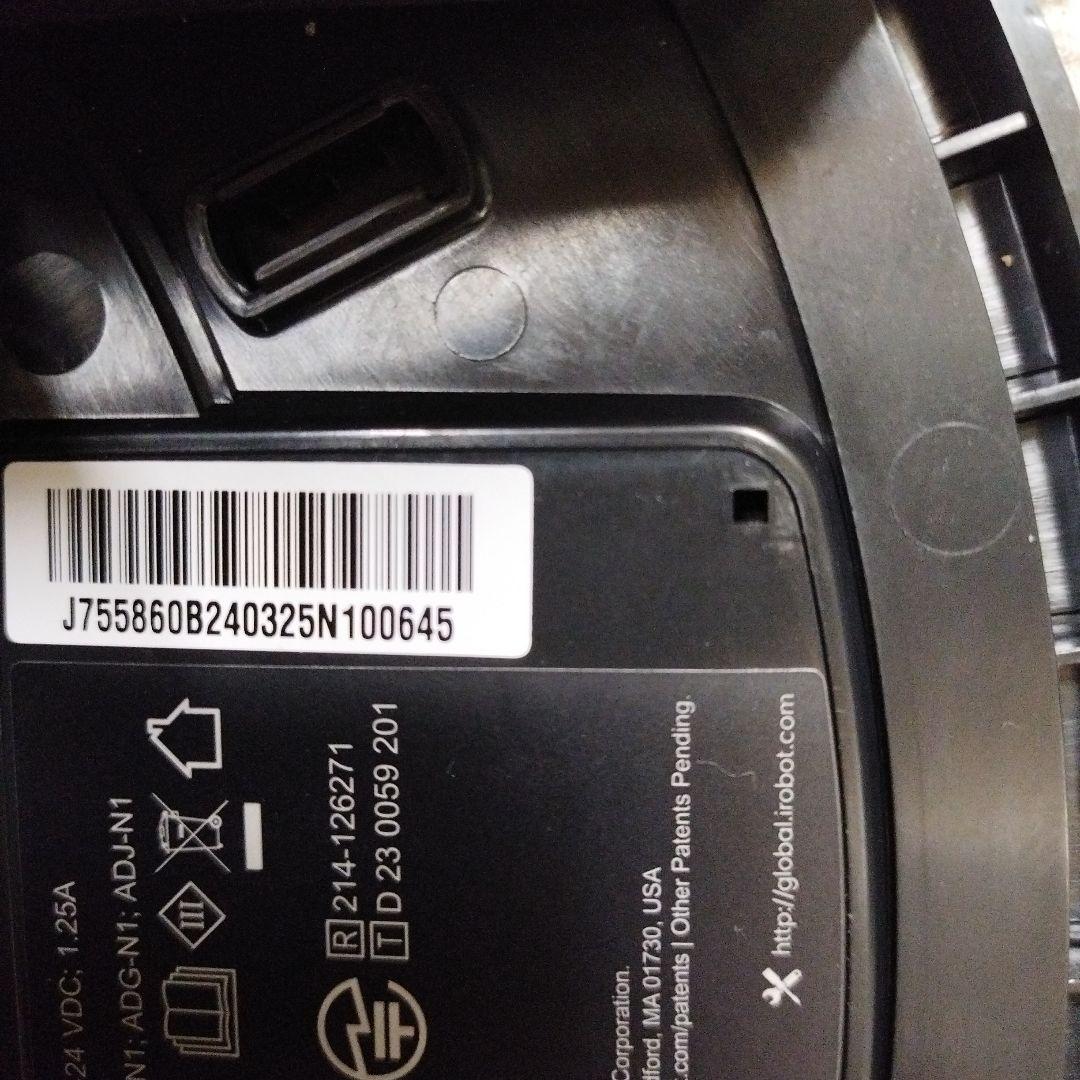 J755860B240325N100645
24 VDC; 1.25A
N1; ADG-N1; ADJ-N1
III
R 214-126271
T D 23 0059 201
Corporation.
dford, MA 01730, USA
.com/patents | Other Patents Pending.
http://global.irobot.com